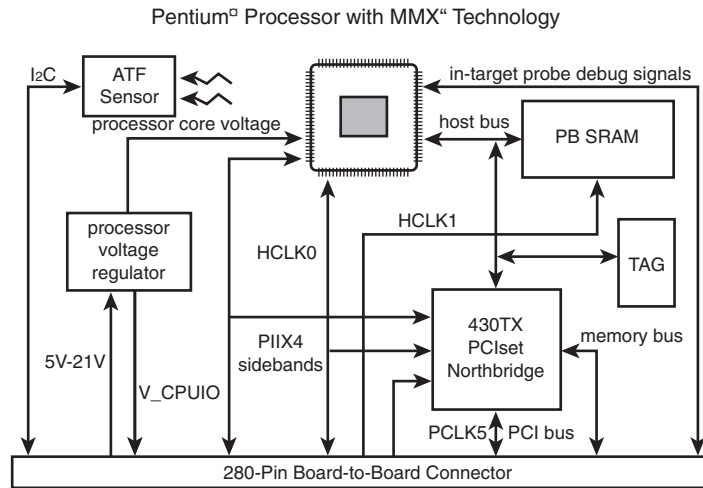 Pentium¤ Processor with MMX“ Technology
I2C
ATF
Sensor
in-target probe debug signals
processor core voltage
host bus
PB SRAM
processor
voltage
regulator
HCLK0
HCLK1
TAG
5V-21V
V_CPUIO
PIIX4
sidebands
430TX
PCIset
Northbridge
memory bus
PCLK5
PCI bus
280-Pin Board-to-Board Connector